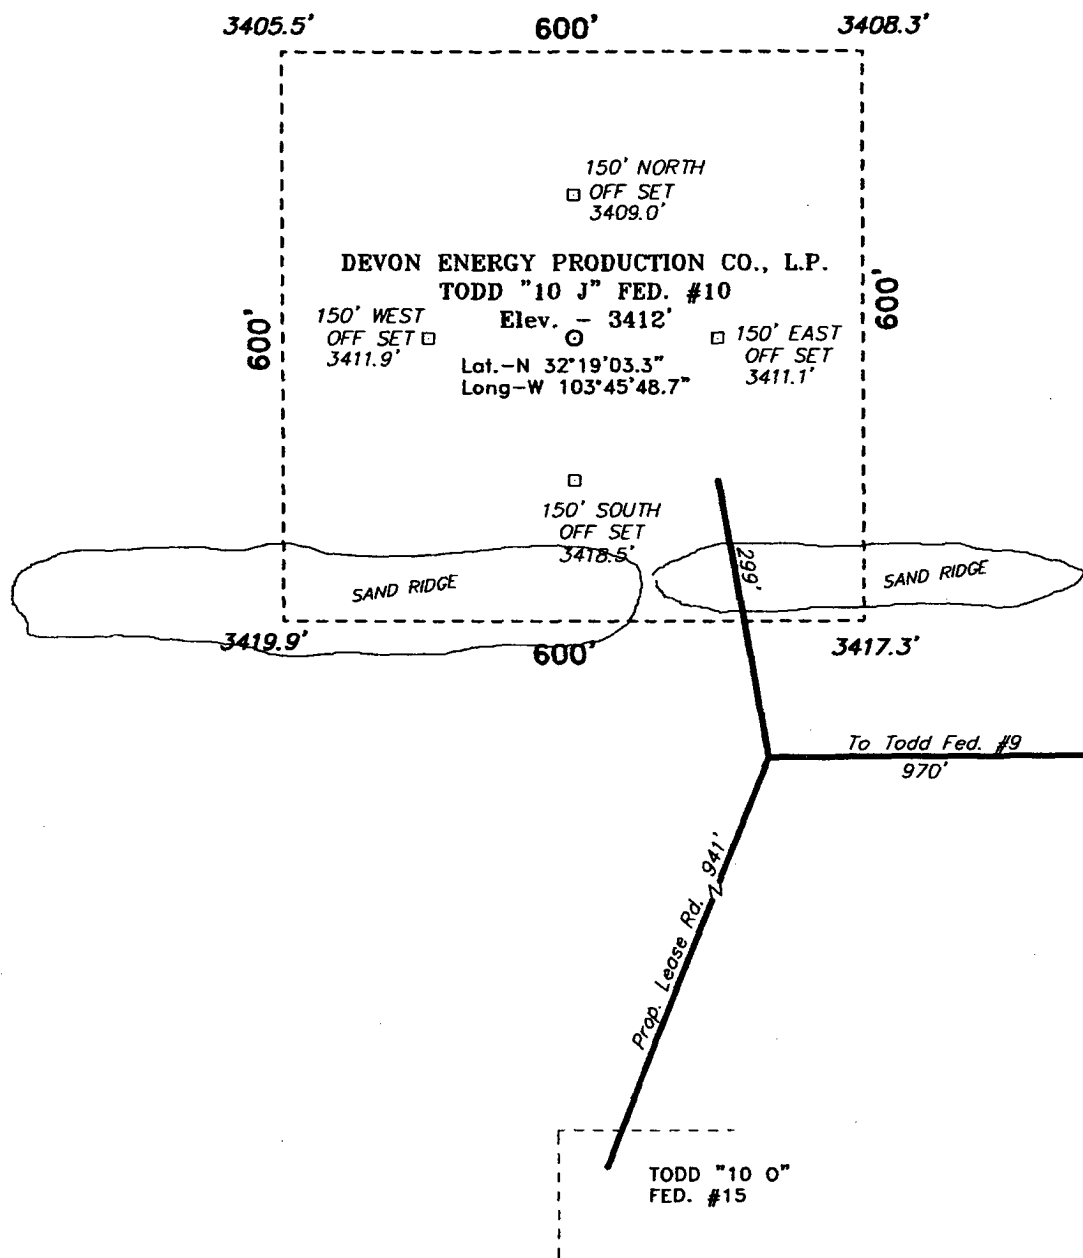 3405.5'
600'
3408.3'
150' NORTH
OFF SET
3409.0'
DEVON ENERGY PRODUCTION CO., L.P.
TODD "10 J" FED. #10
Elev. - 3412'
150' WEST
OFF SET
3411.9'
600'
600'
150' EAST
OFF SET
3411.1'
Lat.-N 32°19'03.3"
Long-W 103°45'48.7"
150' SOUTH
OFF SET
3418.5'
299'
SAND RIDGE
SAND RIDGE
3419.9'
600'
3417.3'
To Todd Fed. #9
970'
Prop. Lease Rd. 941'
TODD "10 O"
FED. #15